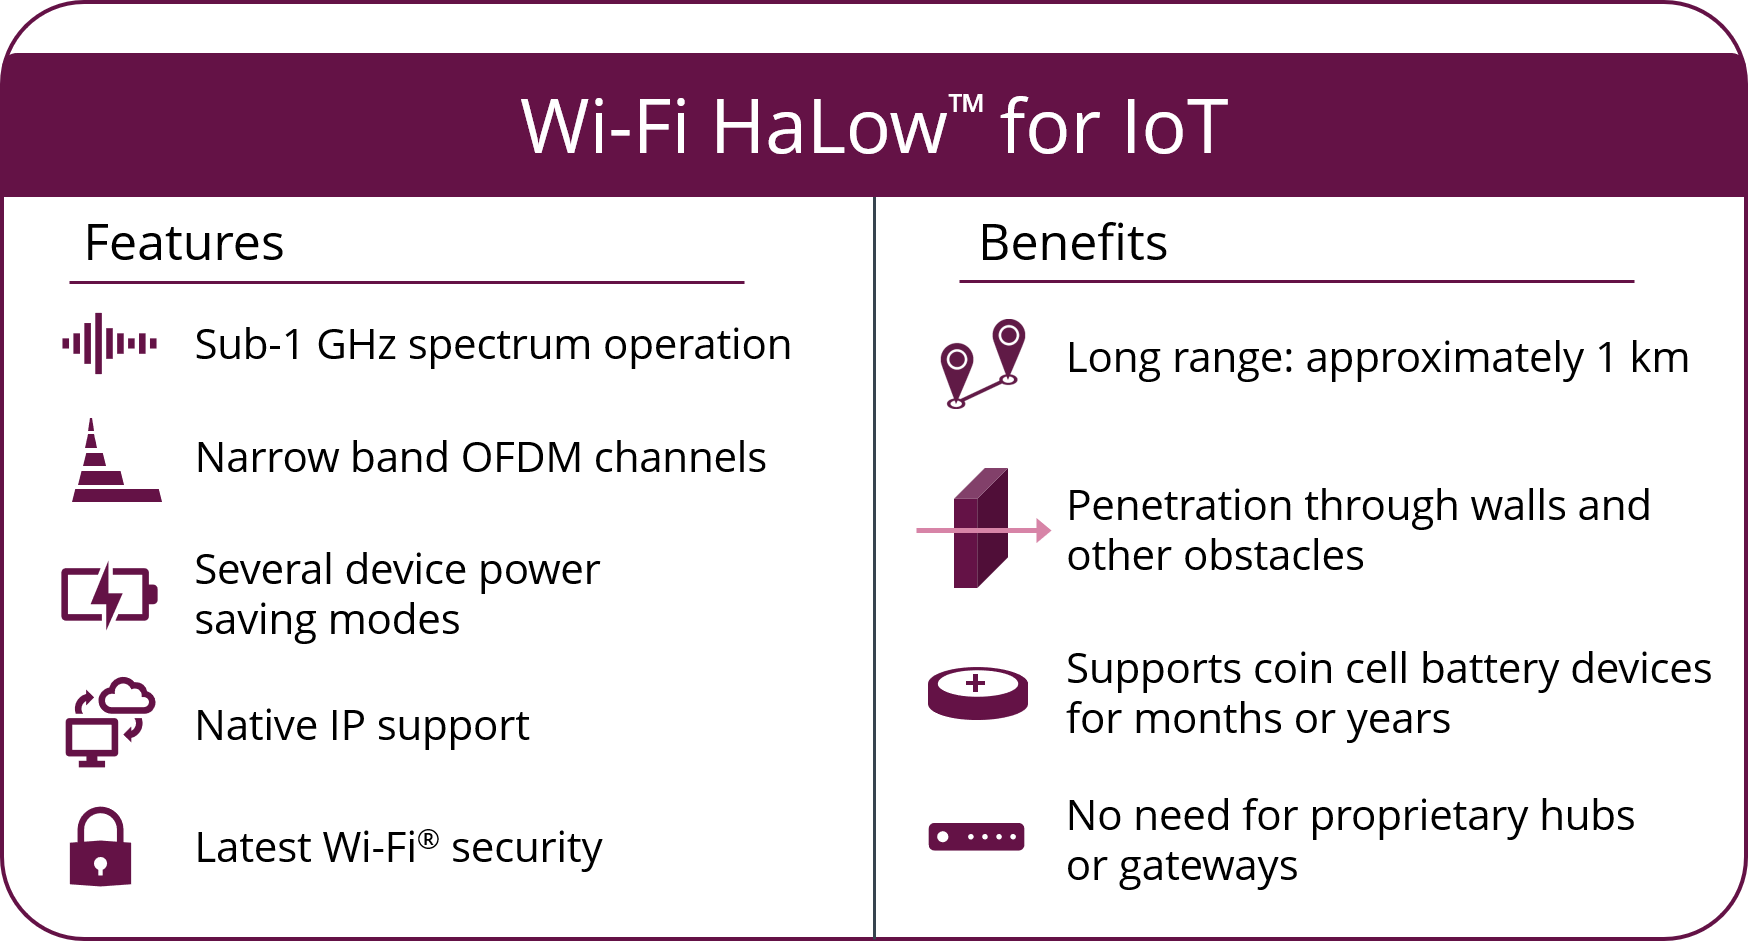 Wi-Fi HaLow™ for IoT
Features
Sub-1 GHz spectrum operation
Narrow band OFDM channels
Several device power
saving modes
Native IP support
Latest Wi-Fi® security
Benefits
Long range: approximately 1 km
Penetration through walls and
other obstacles
Supports coin cell battery devices
for months or years
No need for proprietary hubs
or gateways